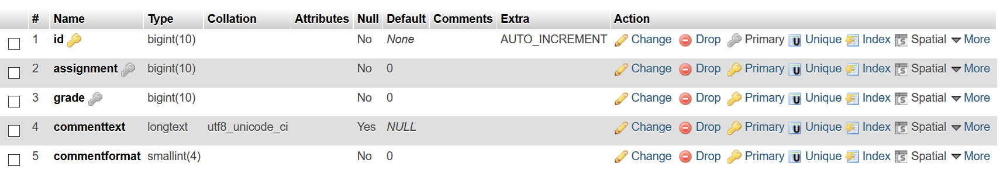 # Name Type Collation Attributes Null Default Comments Extra Action
1 id bigint(10) No None AUTO_INCREMENT Change Drop Primary Unique Index Spatial More
2 assignment bigint(10) No 0 Change Drop Primary Unique Index Spatial More
3 grade bigint(10) No 0 Change Drop Primary Unique Index Spatial More
4 commenttext longtext utf8_unicode_ci Yes NULL Change Drop Primary Unique Index Spatial More
5 commentformat smallint(4) No 0 Change Drop Primary Unique Index Spatial More